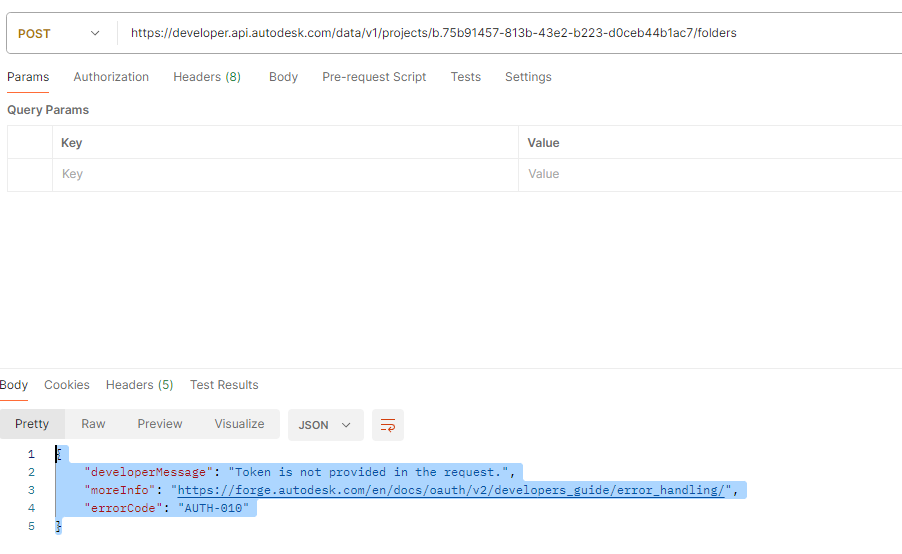 POST https://developer.api.autodesk.com/data/v1/projects/b.75b91457-813b-43e2-b223-d0ceb44b1ac7/folders
Params Authorization Headers (8) Body Pre-request Script Tests Settings
Query Params
Key Value
Key Value
Body Cookies Headers (5) Test Results
Pretty Raw Preview Visualize JSON
1 {
2 "developerMessage": "Token is not provided in the request.",
3 "moreInfo": "https://forge.autodesk.com/en/docs/oauth/v2/developers_guide/error_handling/",
4 "errorCode": "AUTH-010"
5 }